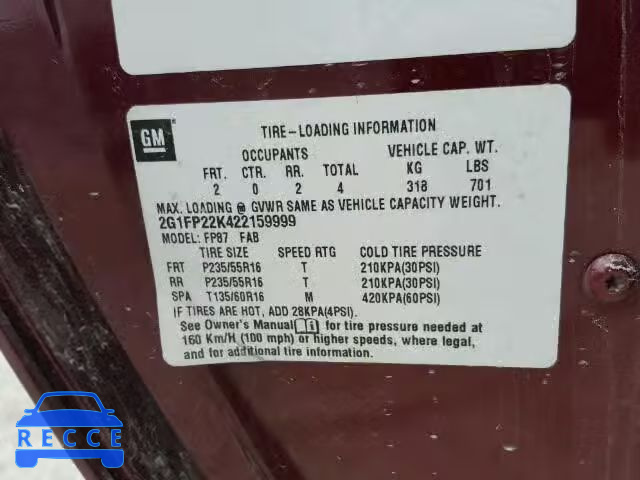 GM
TIRE-LOADING INFORMATION
OCCUPANTS VEHICLE CAP. WT.
FRT. CTR. RR. TOTAL KG LBS
2 0 2 4 318 701
MAX. LOADING @ GVWR SAME AS VEHICLE CAPACITY WEIGHT.
2G1FP22K422159999
MODEL: FP87 FAB
TIRE SIZE SPEED RTG COLD TIRE PRESSURE
FRT P235/55R16 T 210KPA(30PSI)
RR P235/55R16 T 210KPA(30PSI)
SPA T135/60R16 M 420KPA(60PSI)
IF TIRES ARE HOT, ADD 28KPA(4PSI).
See Owner's Manual for tire pressure needed at
160 Km/H (100 mph) or higher speeds, where legal,
and for additional tire information.
RECCE